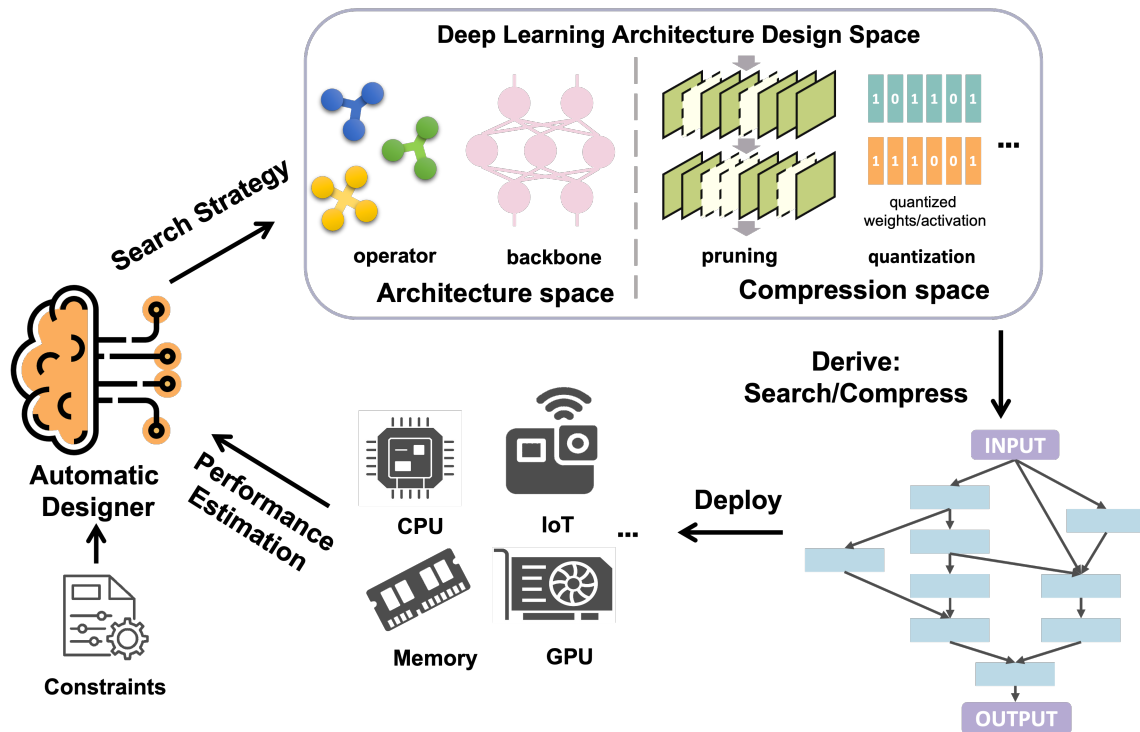 Deep Learning Architecture Design Space
operator
backbone
Architecture space
pruning
1 0 1 1 0 1
1 1 1 0 0 1
...
quantized
weights/activation
quantization
Compression space
Search Strategy
Derive:
Search/Compress
INPUT
OUTPUT
Deploy
CPU
IoT
...
Memory
GPU
Performance
Estimation
Automatic
Designer
Constraints